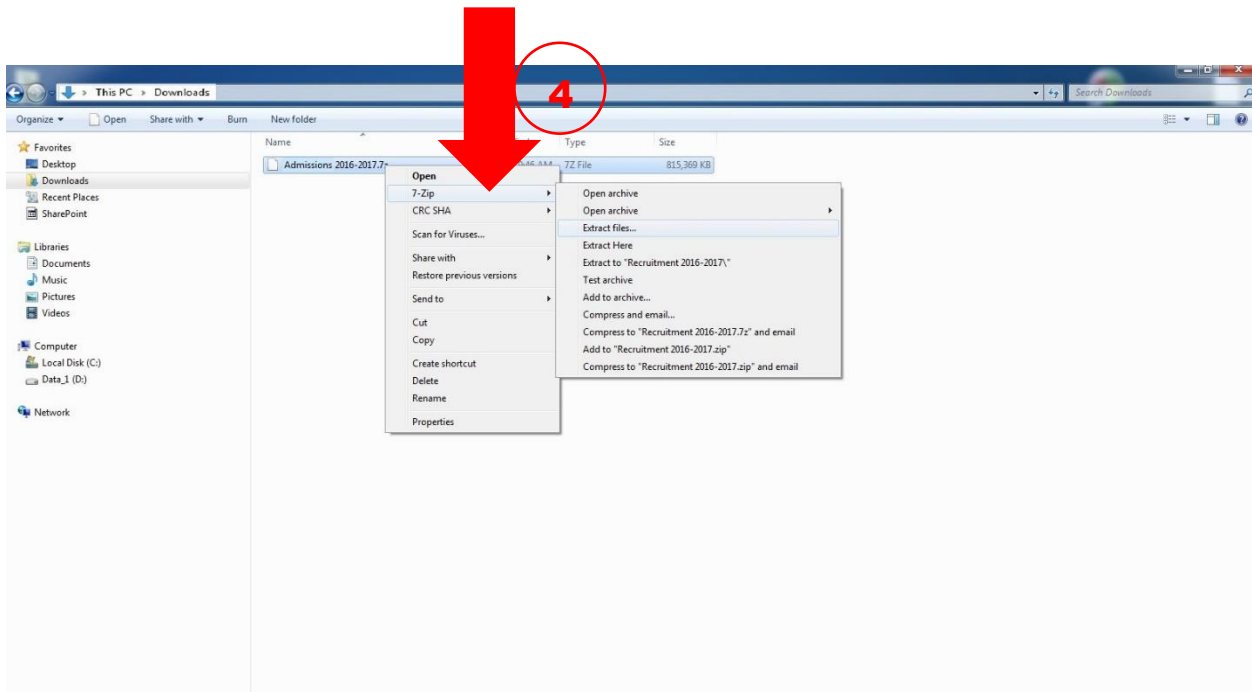 4
This PC > Downloads
Search Downloads
Organize Open Share with Burn New folder
Name Type Size
Favorites
Desktop
Downloads
Recent Places
SharePoint
Libraries
Documents
Music
Pictures
Videos
Computer
Local Disk (C:)
Data_1 (D:)
Network
Admissions 2016-2017.7z AM 7Z File 815,369 KB
Open
7-Zip
CRC SHA
Scan for Viruses...
Share with
Restore previous versions
Send to
Cut
Copy
Create shortcut
Delete
Rename
Properties
Open archive
Open archive
Extract files...
Extract Here
Extract to "Recruitment 2016-2017\"
Test archive
Add to archive...
Compress and email...
Compress to "Recruitment 2016-2017.7z" and email
Add to "Recruitment 2016-2017.zip"
Compress to "Recruitment 2016-2017.zip" and email